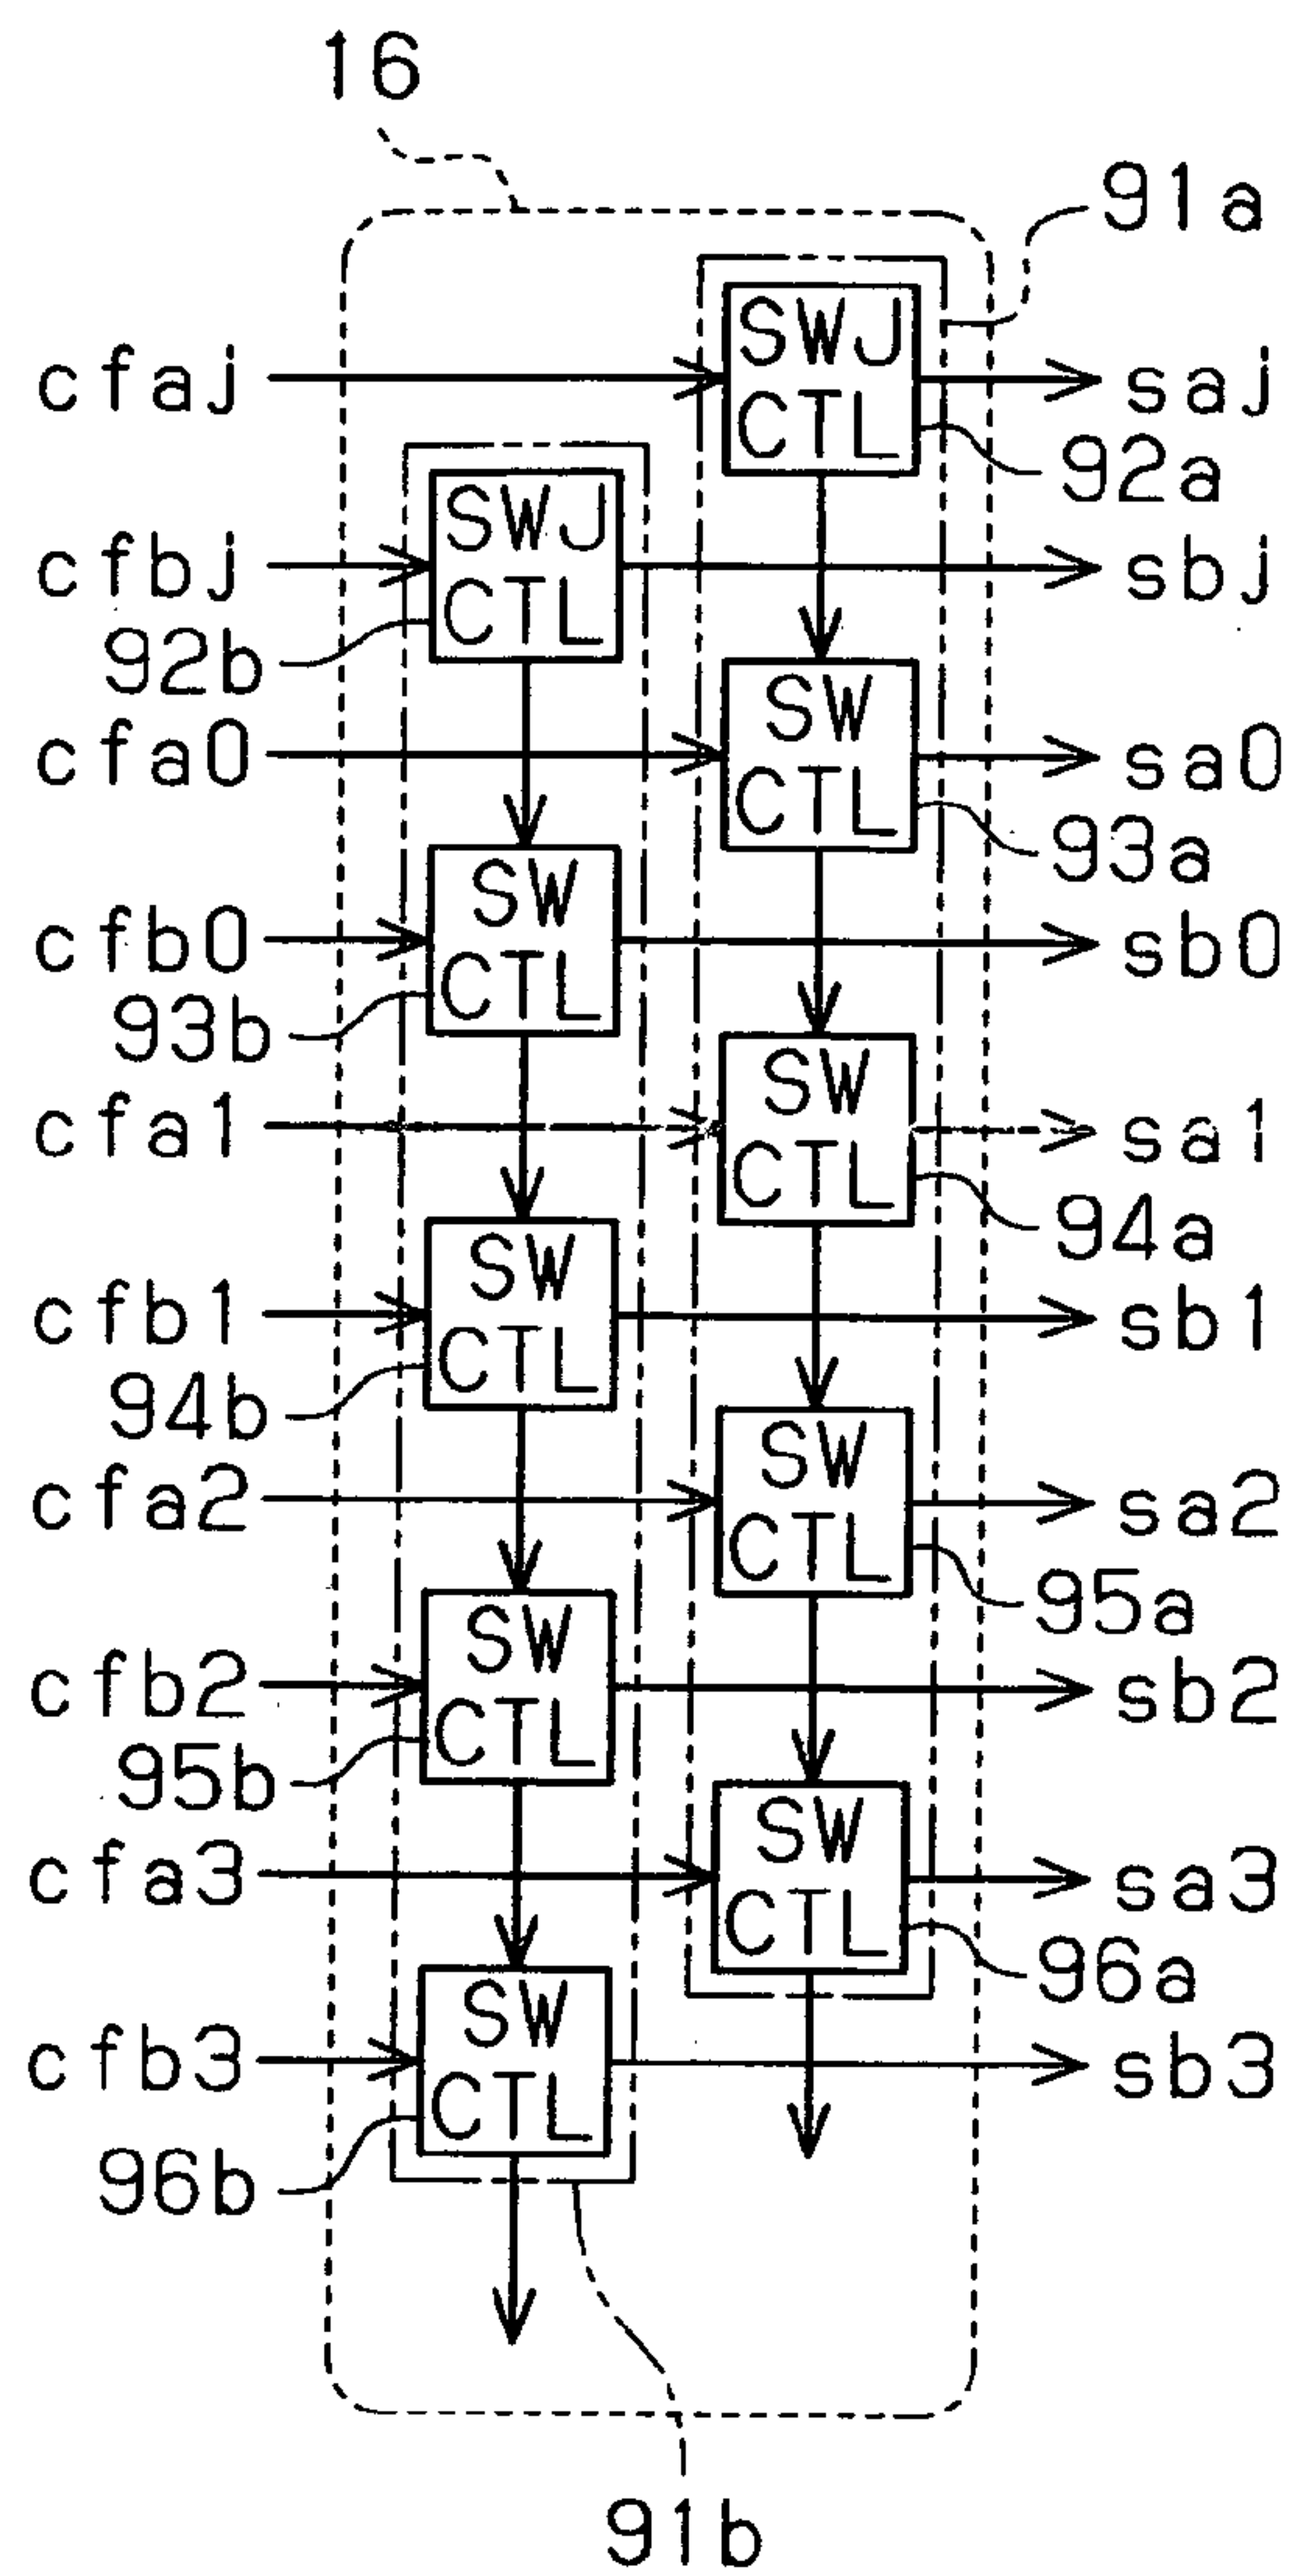 16
91a
SWJ
cfaj
saj
CTL
92a
SWJ
cfbj
sbj
CTL
92b
SW
cfa0
sa0
CTL
93a
SW
cfb0
sb0
CTL
93b
SW
cfa1
sa1
CTL
94a
SW
cfb1
sb1
CTL
94b
SW
cfa2
sa2
CTL
95a
SW
cfb2
sb2
CTL
95b
SW
cfa3
sa3
CTL
96a
SW
cfb3
sb3
CTL
96b
91b